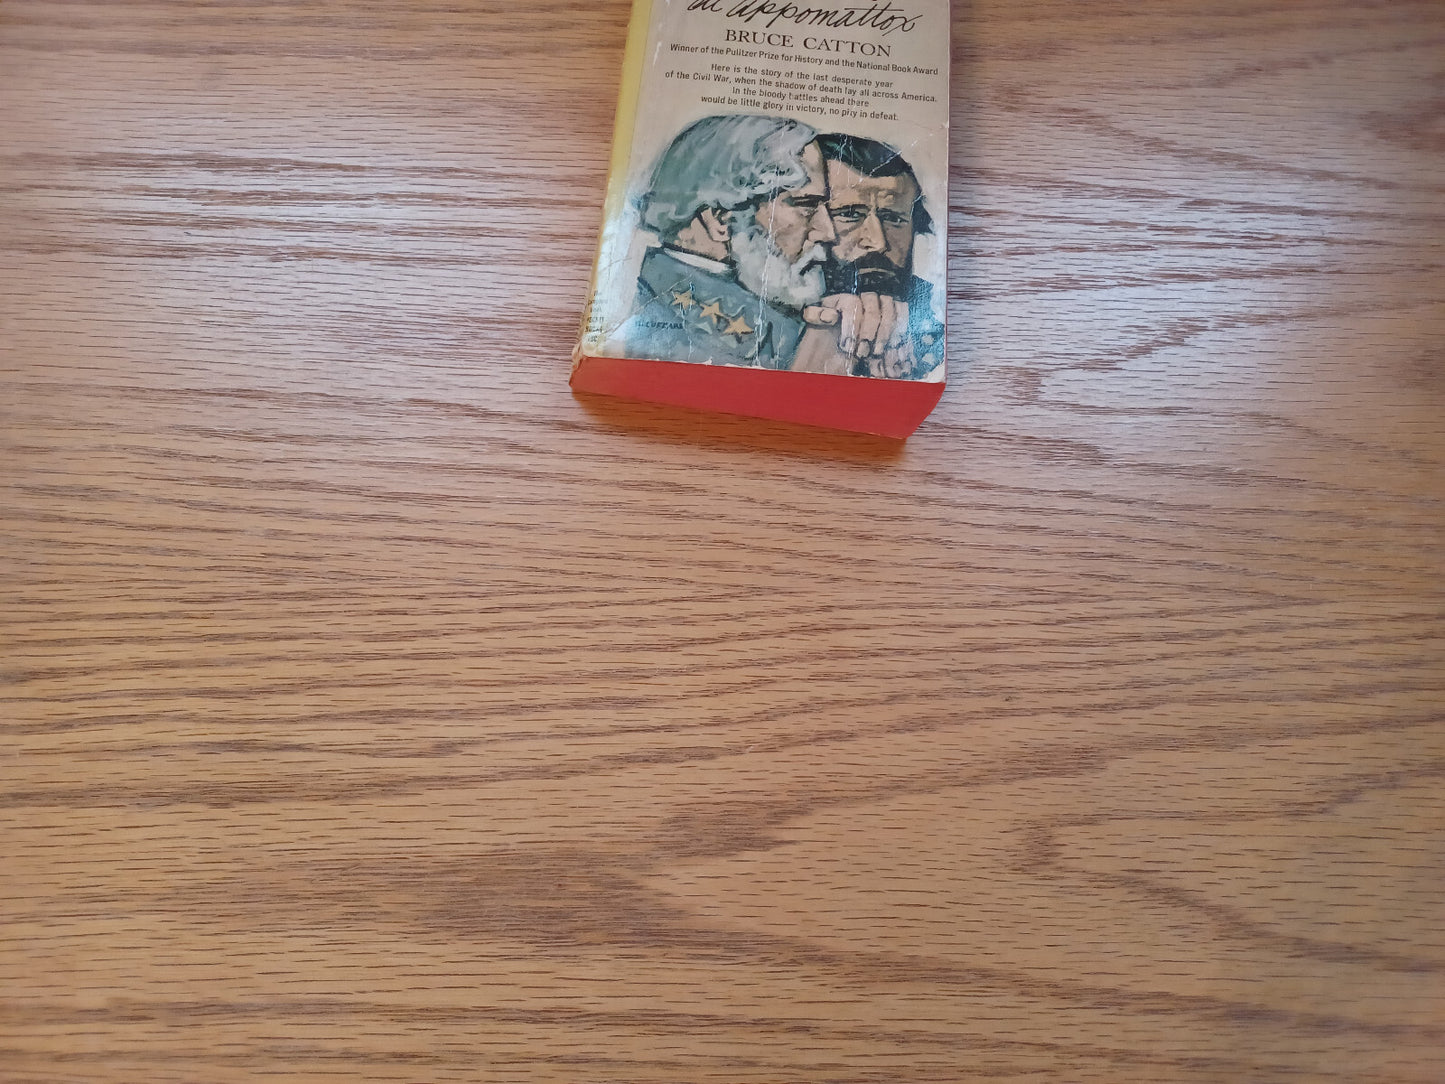 at Appomattox
BRUCE CATTON
Winner of the Pulitzer Prize for History and the National Book Award
Here is the story of the last desperate year
of the Civil War, when the shadow of death lay all across America.
In the bloody battles ahead there
would be little glory in victory, no pity in defeat.